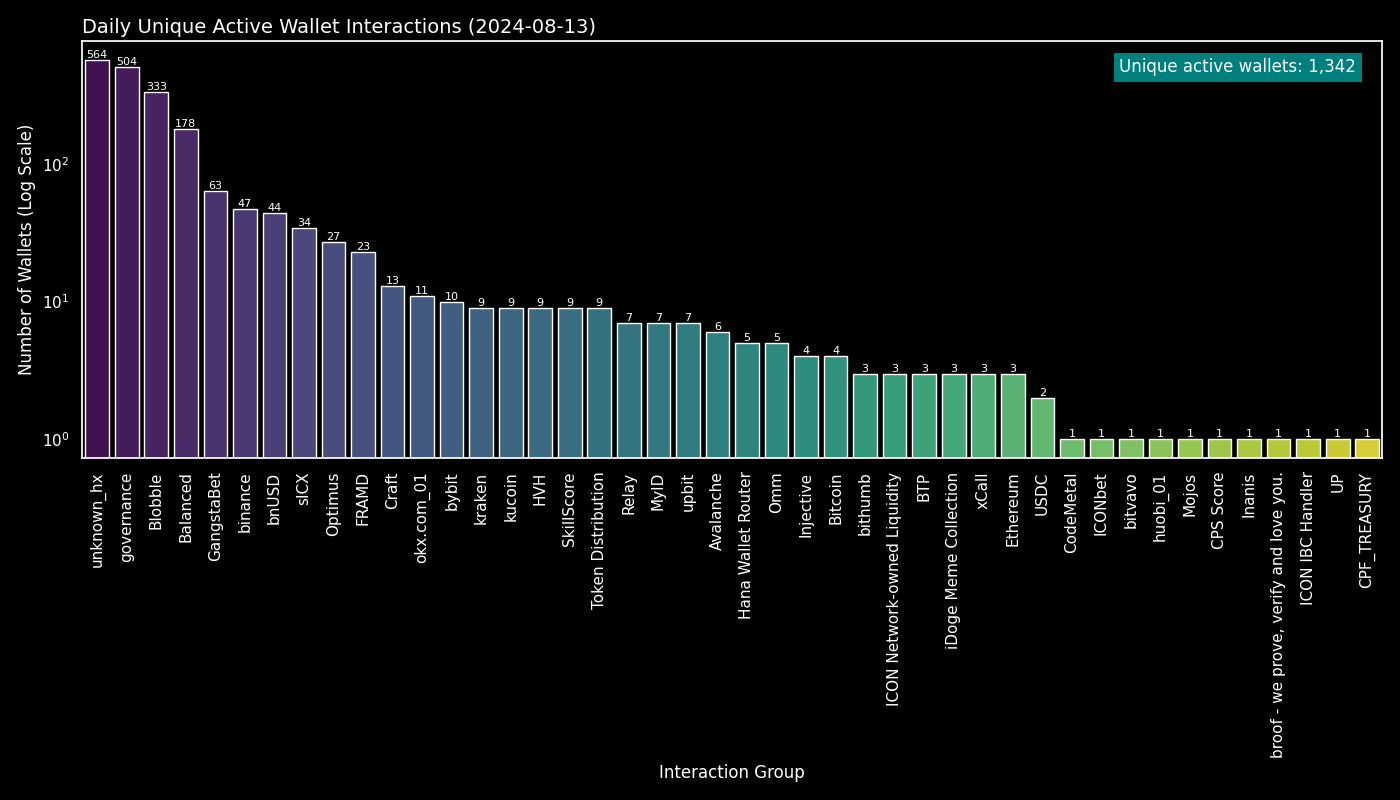 Daily Unique Active Wallet Interactions (2024-08-13)
Unique active wallets: 1,342
Number of Wallets (Log Scale)
10²
10¹
10⁰
564
504
333
178
63
47
44
34
27
23
13
11
10
9
9
9
9
9
7
7
7
6
5
5
4
4
3
3
3
3
3
3
2
1
1
1
1
1
1
1
1
1
1
1
unknown_hx
governance
Blobble
Balanced
GangstaBet
binance
bnUSD
sICX
Optimus
FRAMD
Craft
okx.com_01
bybit
kraken
kucoin
HVH
SkillScore
Token Distribution
Relay
MyID
upbit
Avalanche
Hana Wallet Router
Omm
Injective
Bitcoin
bithumb
ICON Network-owned Liquidity
BTP
iDoge Meme Collection
xCall
Ethereum
USDC
CodeMetal
ICONbet
bitvavo
huobi_01
Mojos
CPS Score
Inanis
broof - we prove, verify and love you.
ICON IBC Handler
UP
CPF_TREASURY
Interaction Group